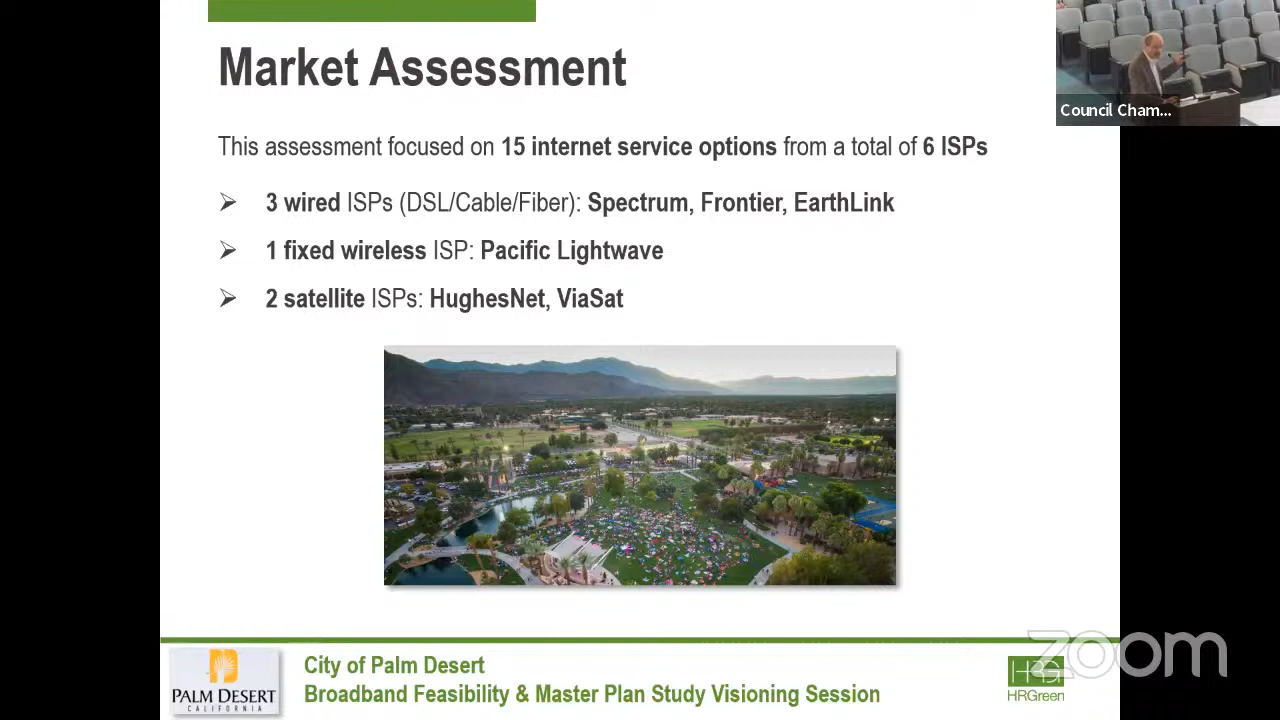 Market Assessment
Council Cham...
This assessment focused on 15 internet service options from a total of 6 ISPs
➢ 3 wired ISPs (DSL/Cable/Fiber): Spectrum, Frontier, EarthLink
➢ 1 fixed wireless ISP: Pacific Lightwave
➢ 2 satellite ISPs: HughesNet, ViaSat
PALM DESERT
CALIFORNIA
City of Palm Desert
Broadband Feasibility & Master Plan Study Visioning Session
HRG
HRGreen
zoom